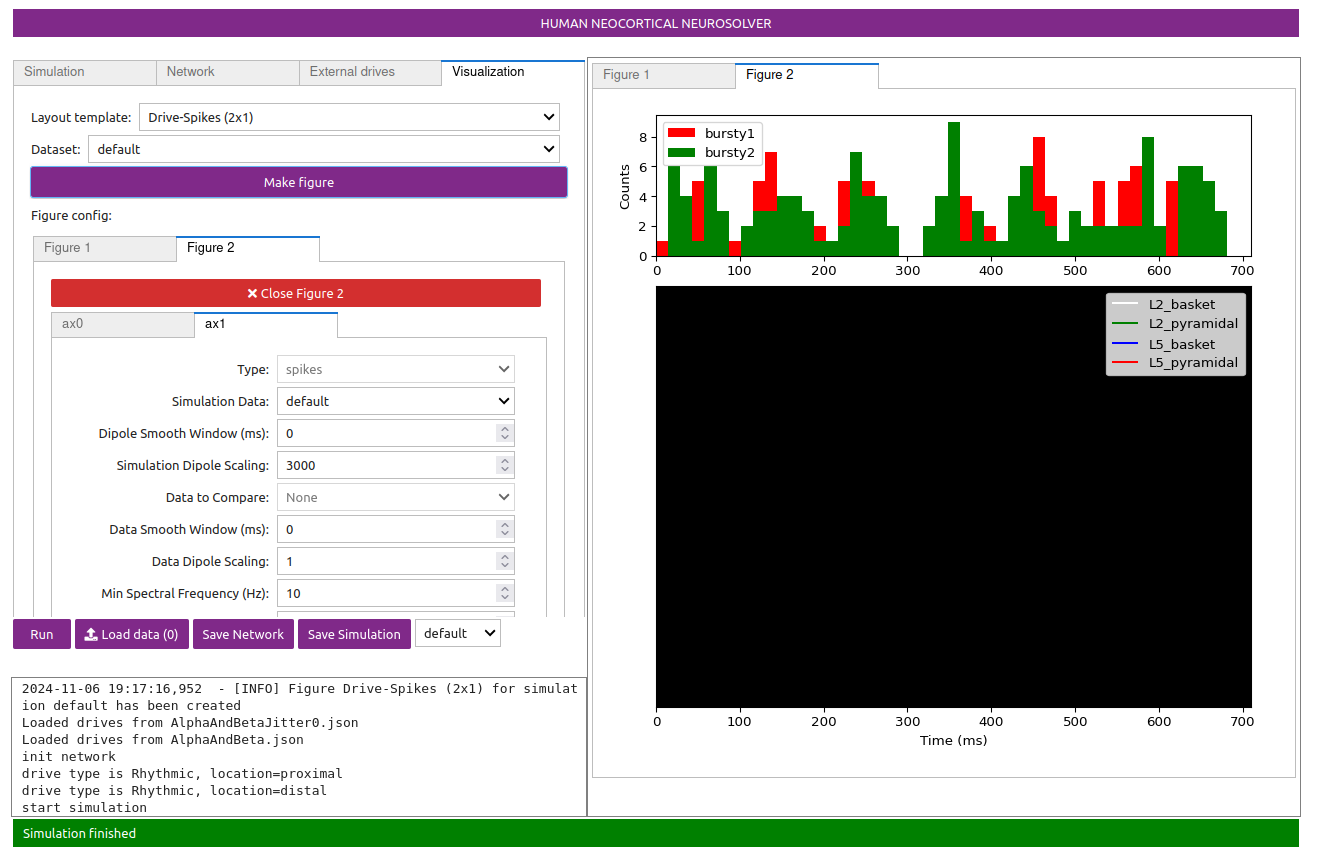 HUMAN NEOCORTICAL NEUROSOLVER
Simulation
Network
External drives
Visualization
Layout template:
Drive-Spikes (2x1)
Dataset:
default
Make figure
Figure config:
Figure 1
Figure 2
Close Figure 2
ax0
ax1
Type:
spikes
Simulation Data:
default
Dipole Smooth Window (ms):
0
Simulation Dipole Scaling:
3000
Data to Compare:
None
Data Smooth Window (ms):
0
Data Dipole Scaling:
1
Min Spectral Frequency (Hz):
10
Run
Load data (0)
Save Network
Save Simulation
default
2024-11-06 19:17:16,952  - [INFO] Figure Drive-Spikes (2x1) for simulat
ion default has been created
Loaded drives from AlphaAndBetaJitter0.json
Loaded drives from AlphaAndBeta.json
init network
drive type is Rhythmic, location=proximal
drive type is Rhythmic, location=distal
start simulation
Simulation finished
Figure 1
Figure 2
bursty1
bursty2
Counts
8
6
4
2
0
0 100 200 300 400 500 600 700
L2_basket
L2_pyramidal
L5_basket
L5_pyramidal
0 100 200 300 400 500 600 700
Time (ms)